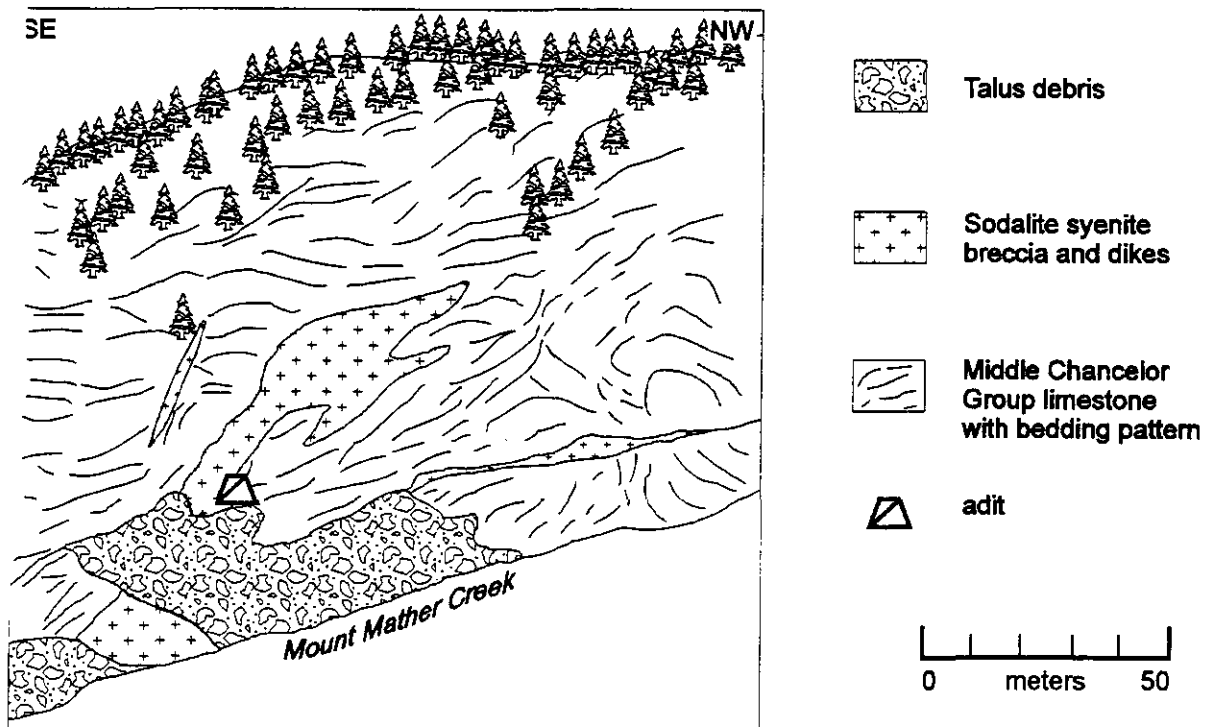 SE
NW
Talus debris
Sodalite syenite
breccia and dikes
Middle Chancelor
Group limestone
with bedding pattern
adit
Mount Mather Creek
0 meters 50